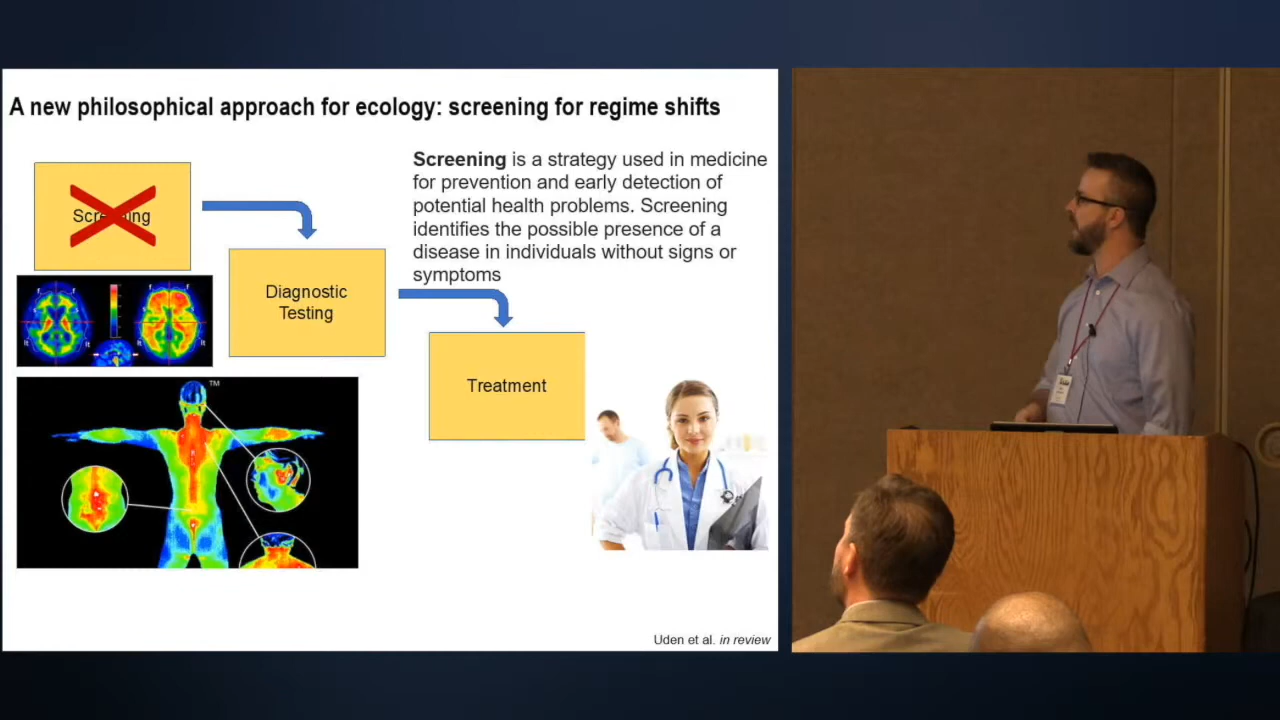 A new philosophical approach for ecology: screening for regime shifts
Screening
Diagnostic
Testing
Treatment
Screening is a strategy used in medicine
for prevention and early detection of
potential health problems. Screening
identifies the possible presence of a
disease in individuals without signs or
symptoms
TM
Uden et al. in review